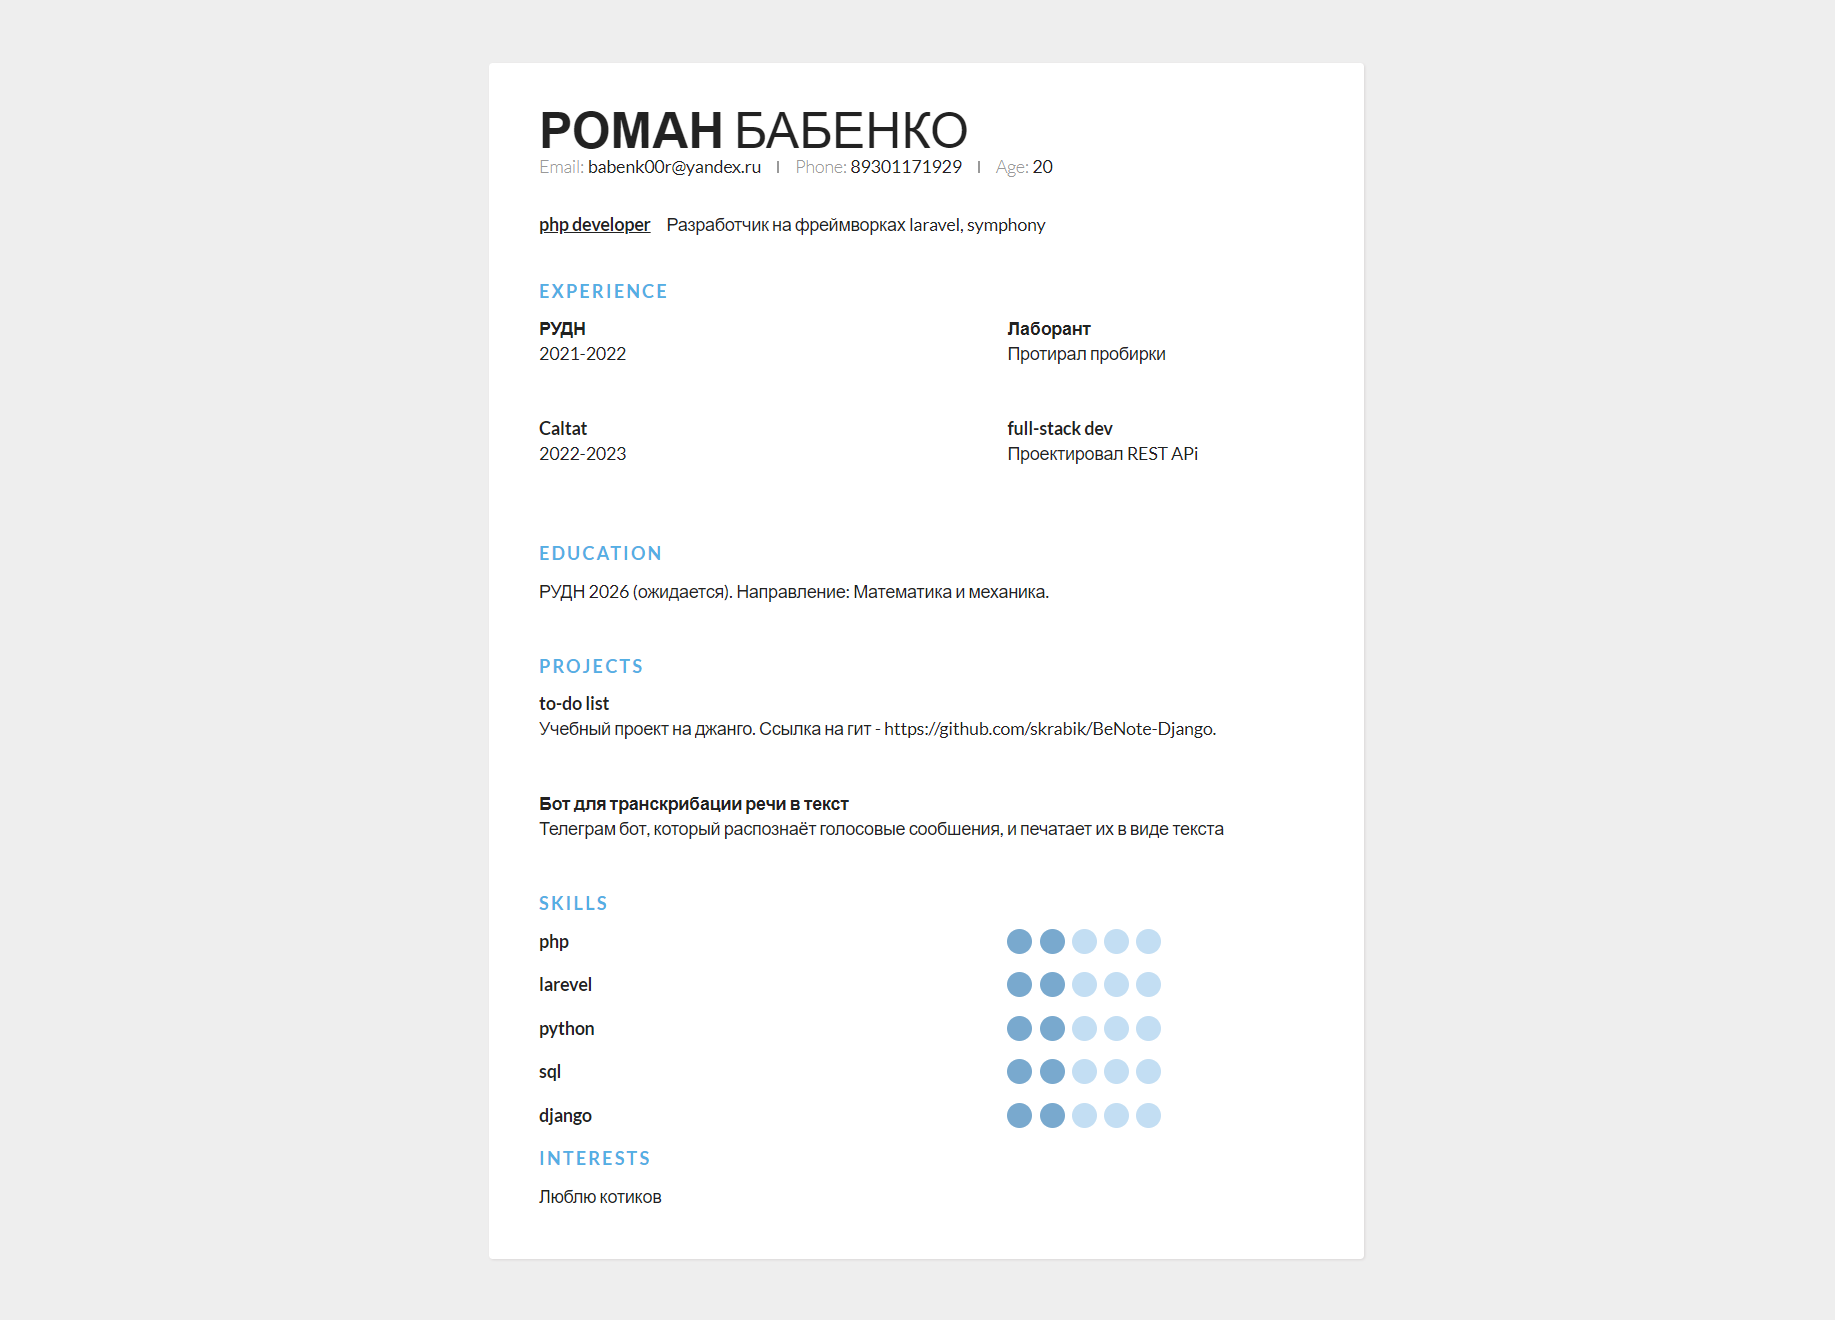 РОМАН БАБЕНКО
Email: babenk00r@yandex.ru | Phone: 89301171929 | Age: 20
php developer Разработчик на фреймворках laravel, symphony
EXPERIENCE
РУДН
2021-2022
Лаборант
Протирал пробирки
Caltat
2022-2023
full-stack dev
Проектировал REST APi
EDUCATION
РУДН 2026 (ожидается). Направление: Математика и механика.
PROJECTS
to-do list
Учебный проект на джанго. Ссылка на гит - https://github.com/skrabik/BeNote-Django.
Бот для транскрибации речи в текст
Телеграм бот, который распознаёт голосовые сообшения, и печатает их в виде текста
SKILLS
php
larevel
python
sql
django
INTERESTS
Люблю котиков